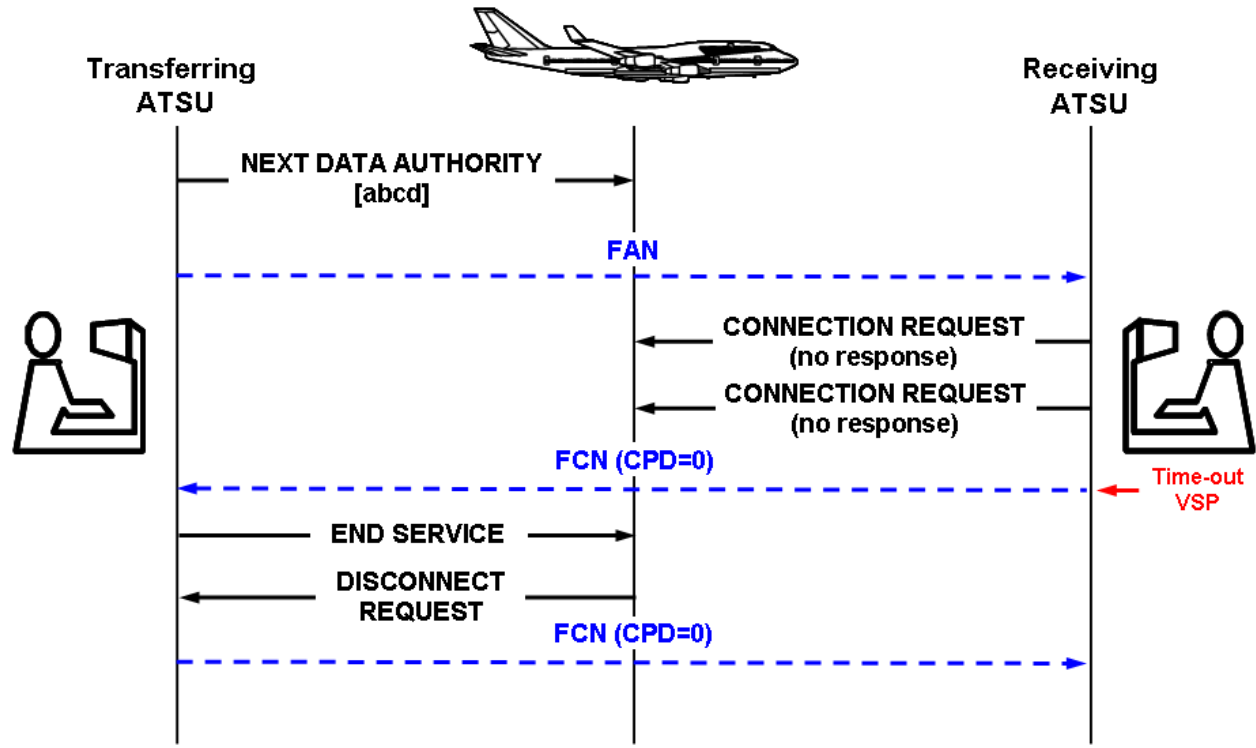 Transferring
ATSU
Receiving
ATSU
NEXT DATA AUTHORITY
[abcd]
FAN
CONNECTION REQUEST
(no response)
CONNECTION REQUEST
(no response)
FCN (CPD=0)
Time-out
VSP
END SERVICE
DISCONNECT
REQUEST
FCN (CPD=0)